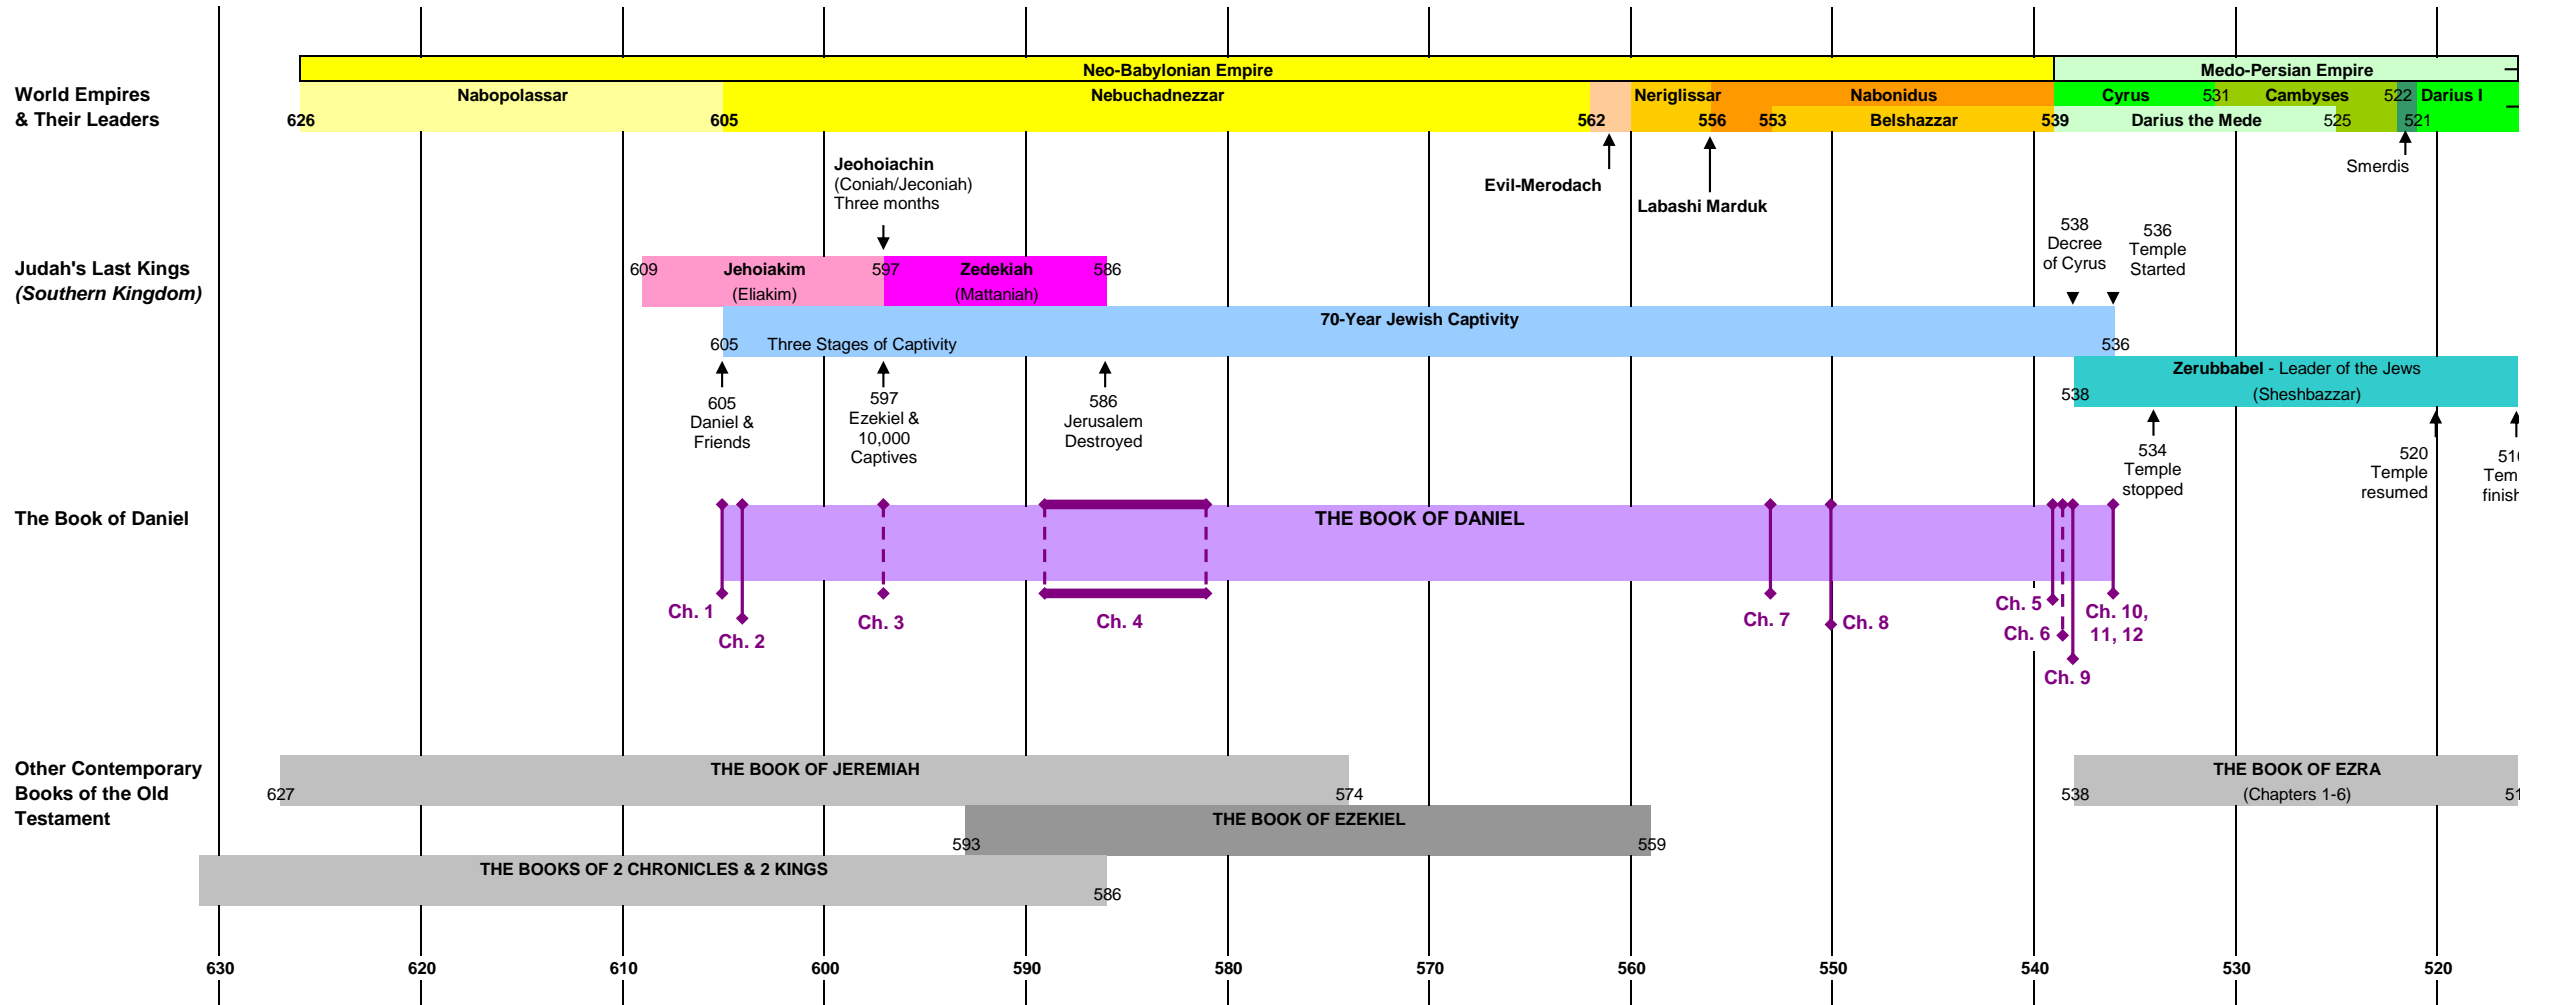 Neo-Babylonian Empire
Medo-Persian Empire
World Empires
& Their Leaders
Nabopolassar
Nebuchadnezzar
Neriglissar
Nabonidus
Cyrus
531
Cambyses
522
Darius I
626
605
562
556
553
Belshazzar
539
Darius the Mede
525
521
Jeohoiachin
(Coniah/Jeconiah)
Three months
Evil-Merodach
Labashi Marduk
Smerdis
538
Decree
of Cyrus
536
Temple
Started
Judah's Last Kings
(Southern Kingdom)
609
Jehoiakim
(Eliakim)
597
Zedekiah
(Mattaniah)
586
70-Year Jewish Captivity
605
Three Stages of Captivity
536
Zerubbabel - Leader of the Jews
538
(Sheshbazzar)
605
Daniel &
Friends
597
Ezekiel &
10,000
Captives
586
Jerusalem
Destroyed
534
Temple
stopped
520
Temple
resumed
51
Tem
finish
The Book of Daniel
THE BOOK OF DANIEL
Ch. 1
Ch. 2
Ch. 3
Ch. 4
Ch. 7
Ch. 8
Ch. 5
Ch. 6
Ch. 9
Ch. 10,
11, 12
Other Contemporary
Books of the Old
Testament
THE BOOK OF JEREMIAH
627
574
THE BOOK OF EZRA
538
(Chapters 1-6)
51
THE BOOK OF EZEKIEL
593
559
THE BOOKS OF 2 CHRONICLES & 2 KINGS
586
630
620
610
600
590
580
570
560
550
540
530
520